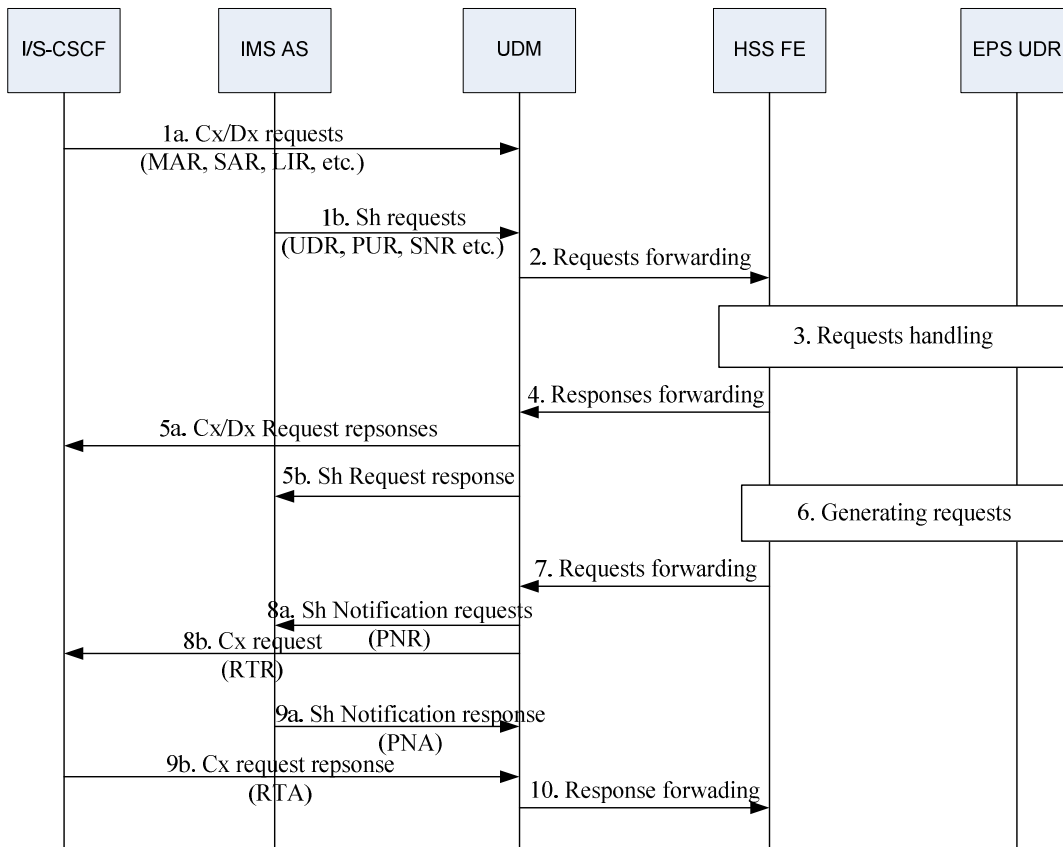 I/S-CSCF
IMS AS
UDM
HSS FE
EPS UDR
1a. Cx/Dx requests
(MAR, SAR, LIR, etc.)
1b. Sh requests
(UDR, PUR, SNR etc.)
2. Requests forwarding
3. Requests handling
4. Responses forwarding
5a. Cx/Dx Request repsonses
5b. Sh Request response
6. Generating requests
7. Requests forwarding
8a. Sh Notification requests
(PNR)
8b. Cx request
(RTR)
9a. Sh Notification response
(PNA)
9b. Cx request repsonse
(RTA)
10. Response forwading